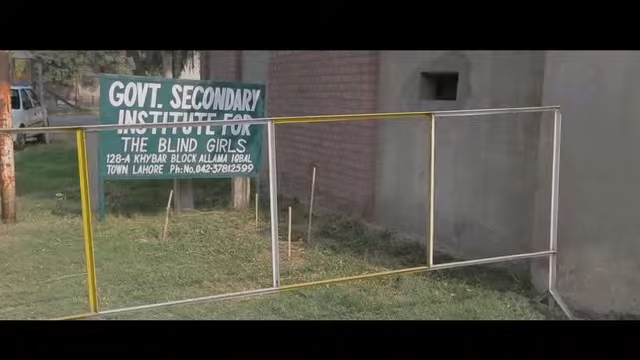 GOVT. SECONDARY
INSTITUTE FOR
THE BLIND GIRLS
128-A KHYBAR BLOCK ALLAMA IQBAL
TOWN LAHORE Ph:No.042-37812599